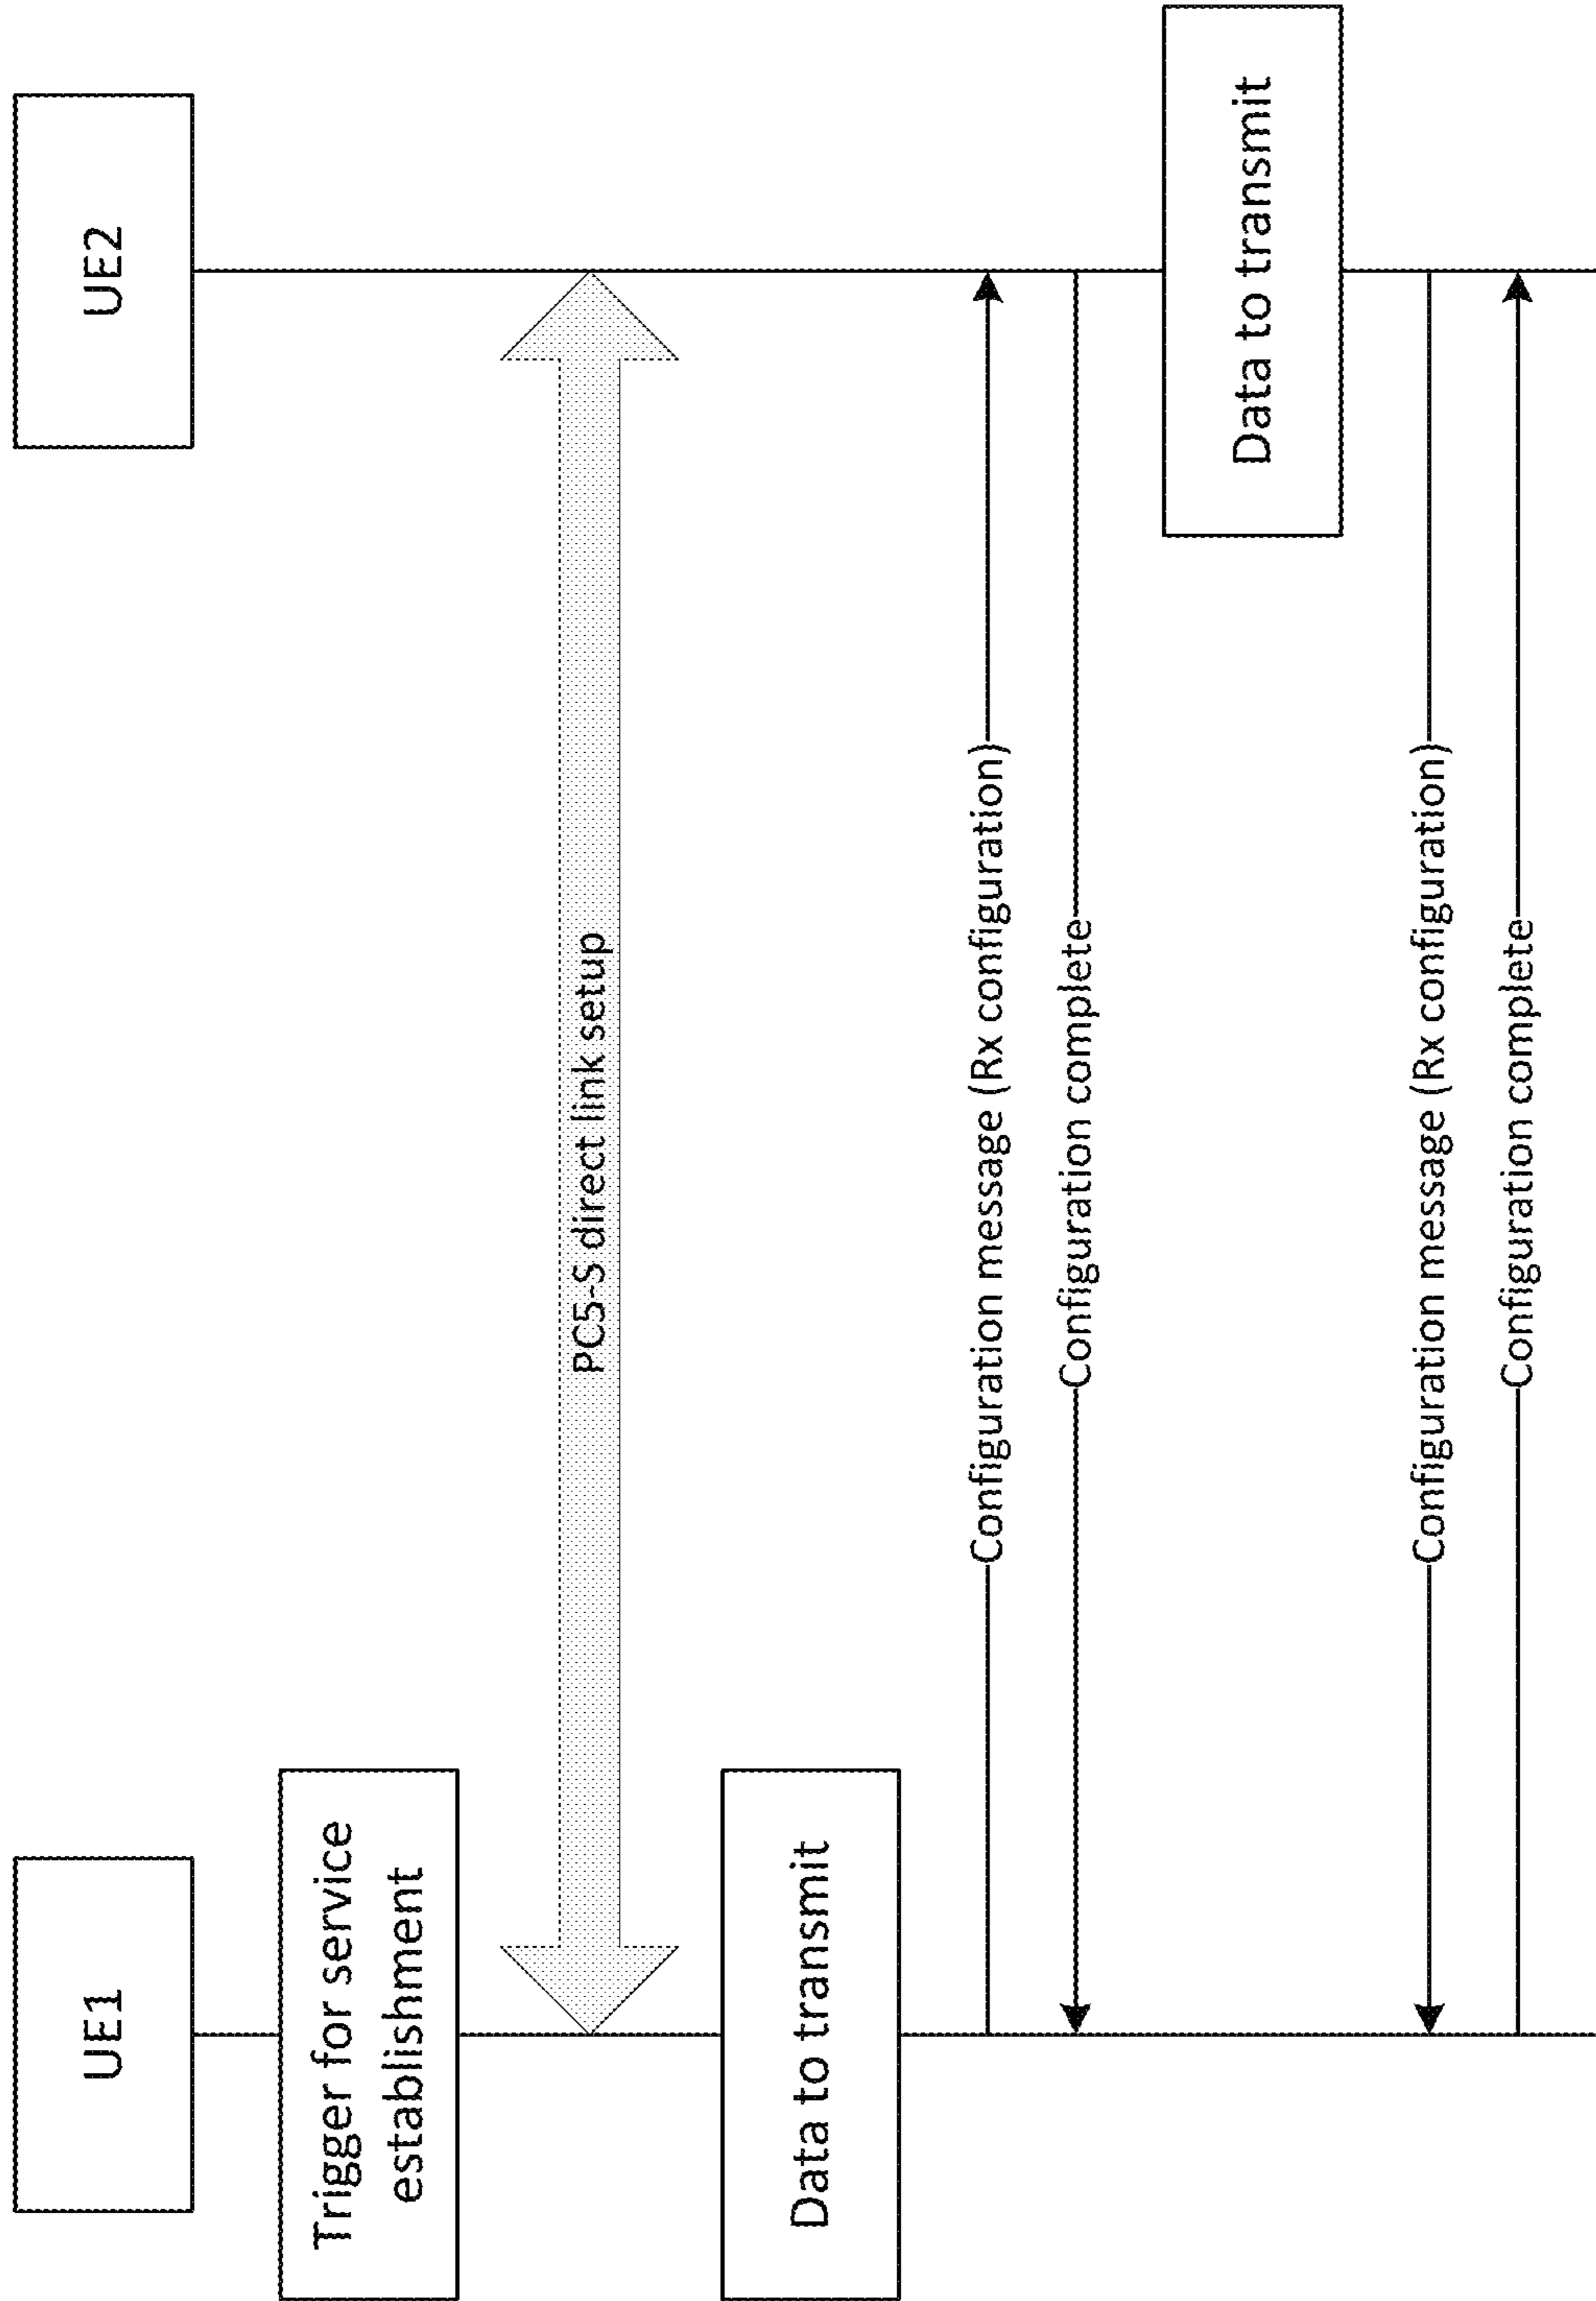 UE1
UE2
Trigger for service
establishment
PC5-S direct link setup
Data to transmit
Configuration message (Rx configuration)
Configuration complete
Data to transmit
Configuration message (Rx configuration)
Configuration complete